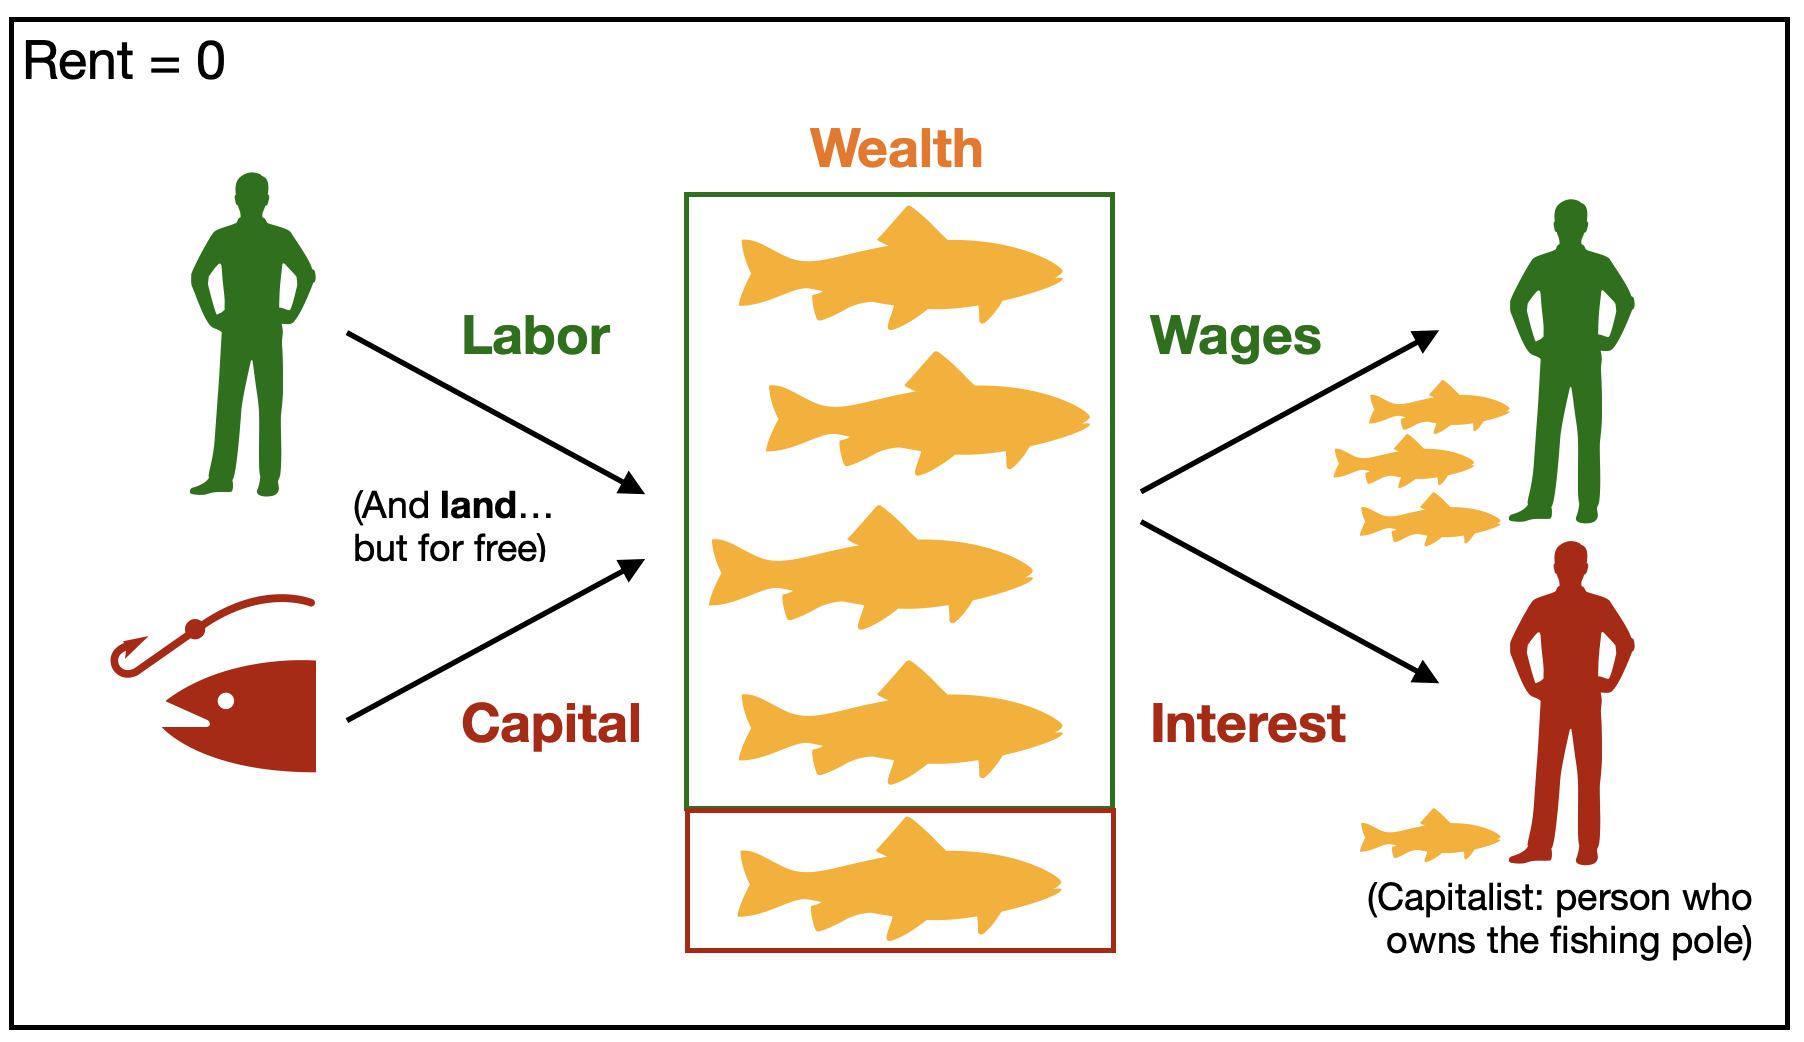 Rent = 0
Wealth
Labor
Wages
(And land...
but for free)
Capital
Interest
(Capitalist: person who
owns the fishing pole)